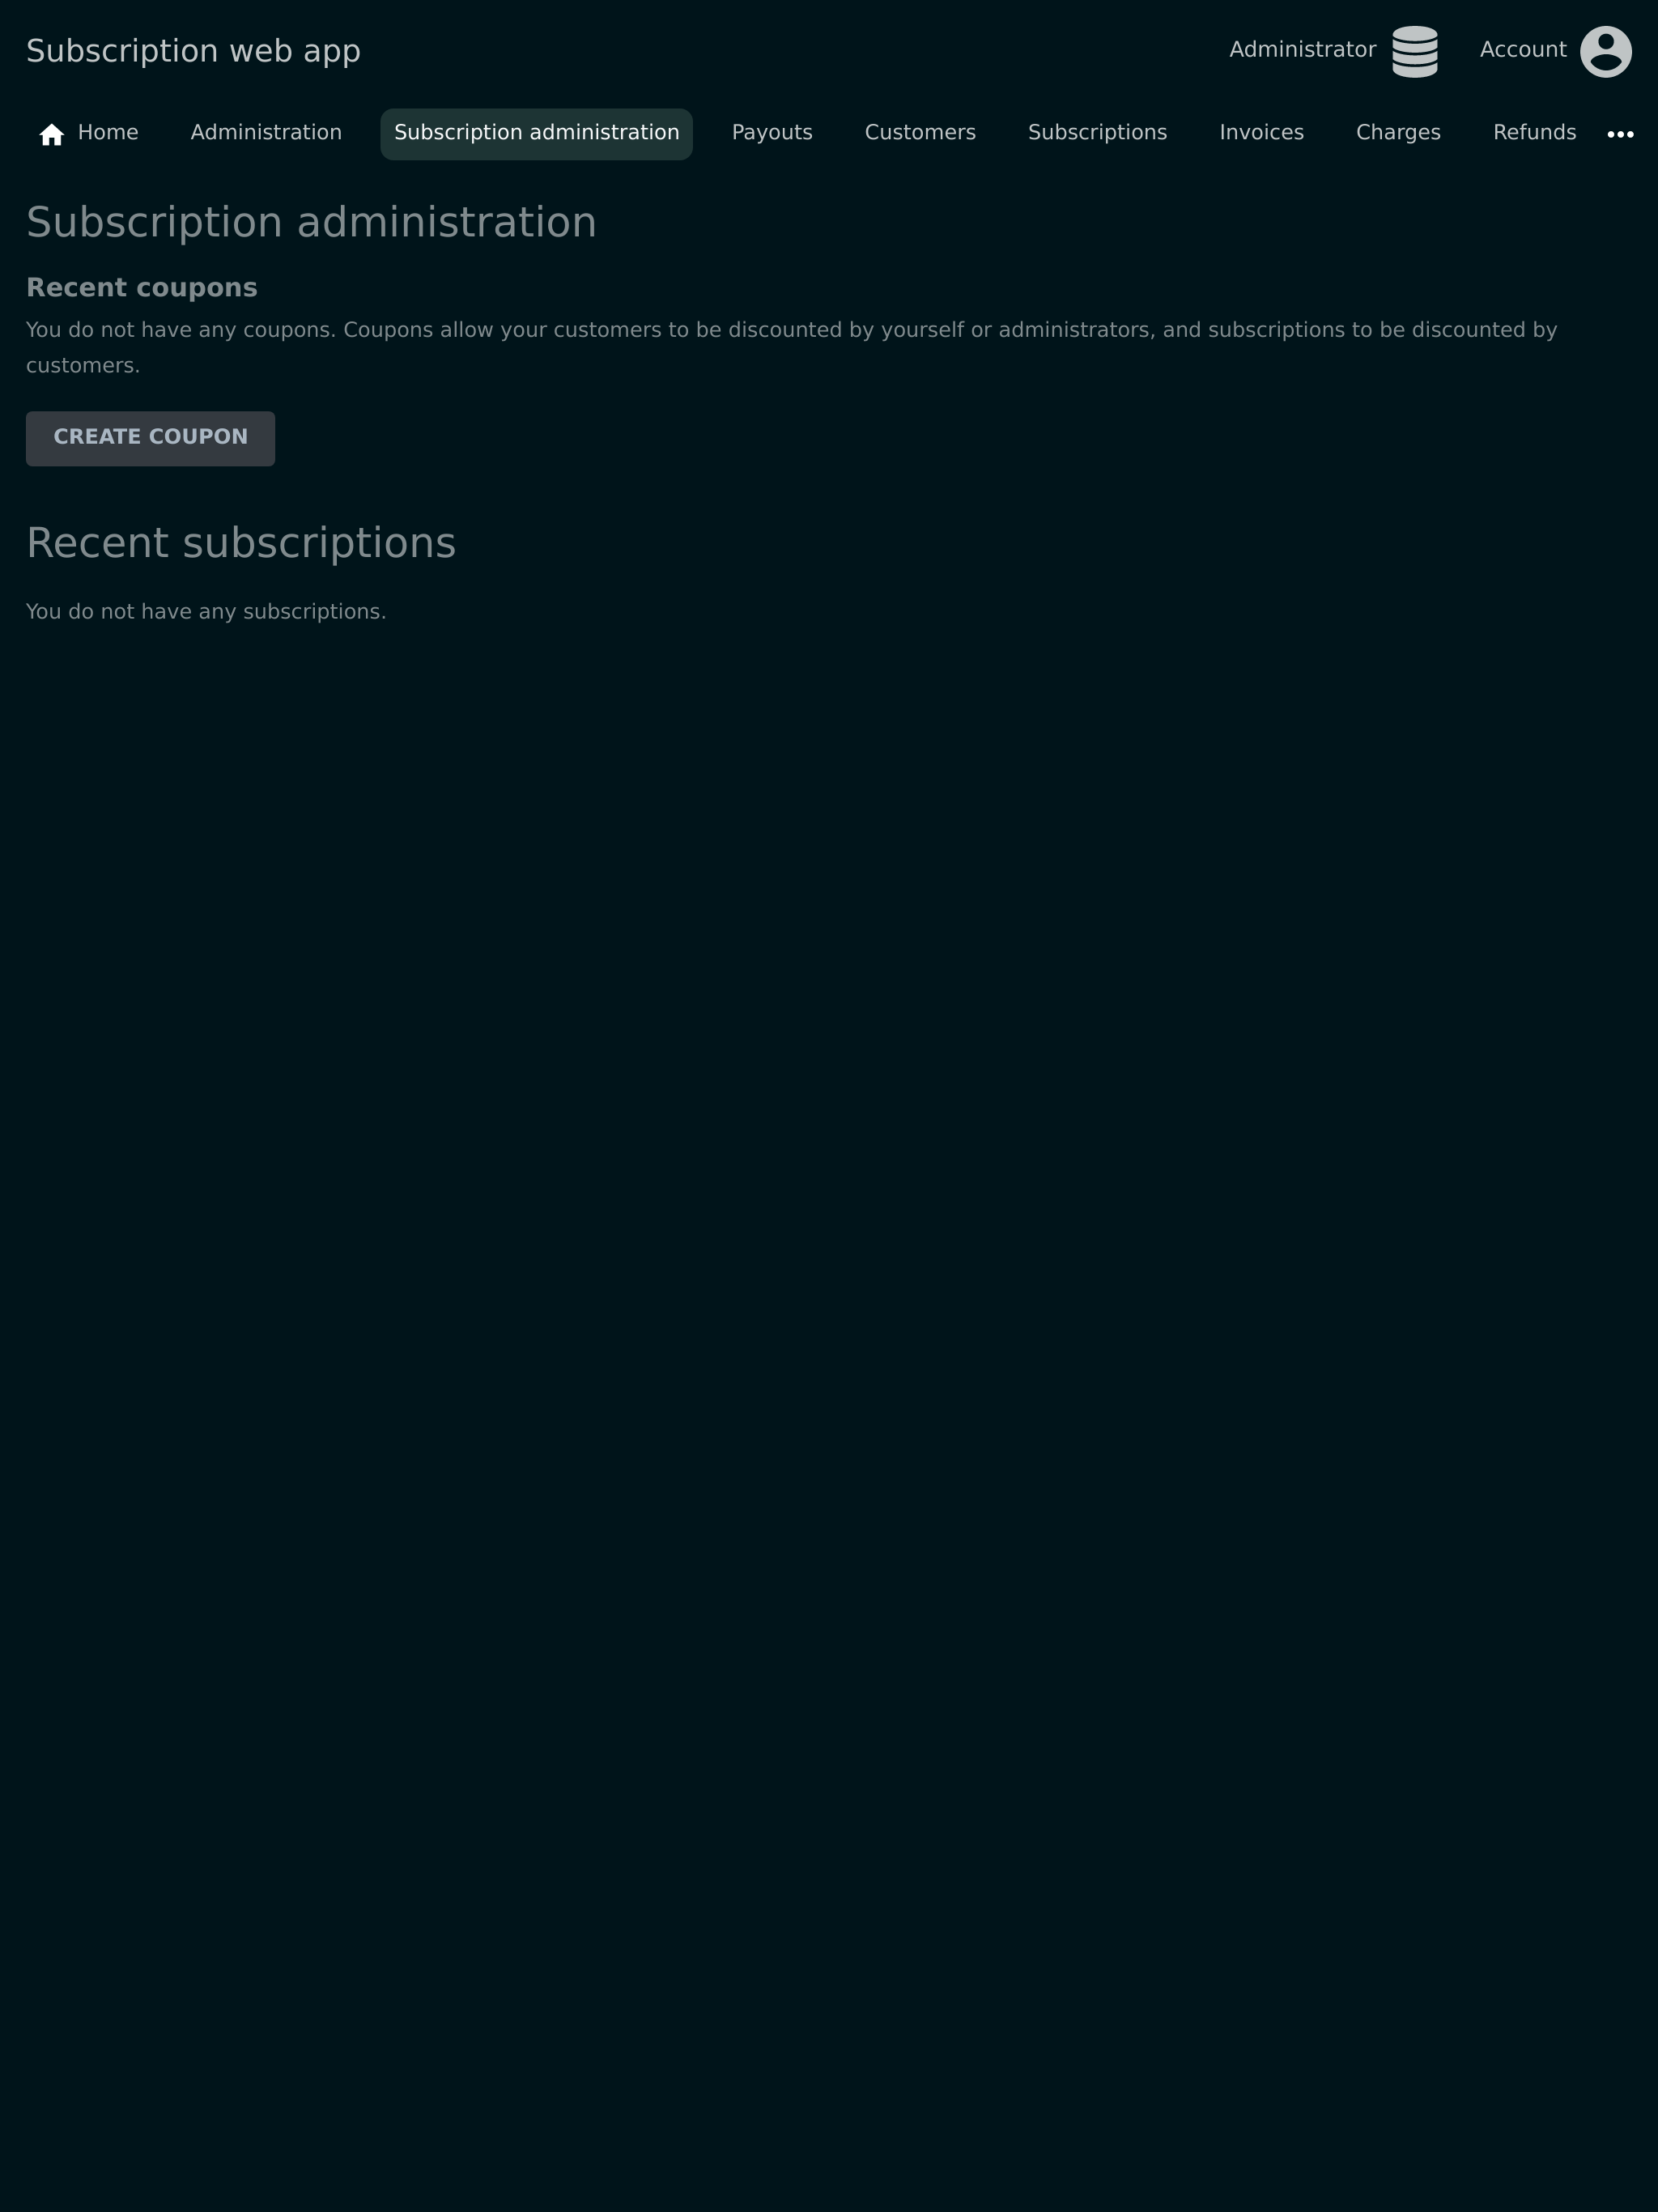 Subscription web app
Administrator
Account
Home
Administration
Subscription administration
Payouts
Customers
Subscriptions
Invoices
Charges
Refunds
Subscription administration
Recent coupons
You do not have any coupons. Coupons allow your customers to be discounted by yourself or administrators, and subscriptions to be discounted by
customers.
CREATE COUPON
Recent subscriptions
You do not have any subscriptions.